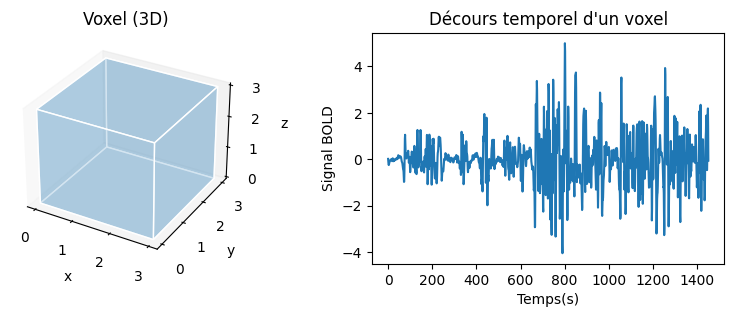 Voxel (3D)
3
2
1
0
z
0
1
2
3
x
0
1
2
3
y
Décours temporel d'un voxel
4
2
0
−2
−4
Signal BOLD
0 200 400 600 800 1000 1200 1400
Temps(s)